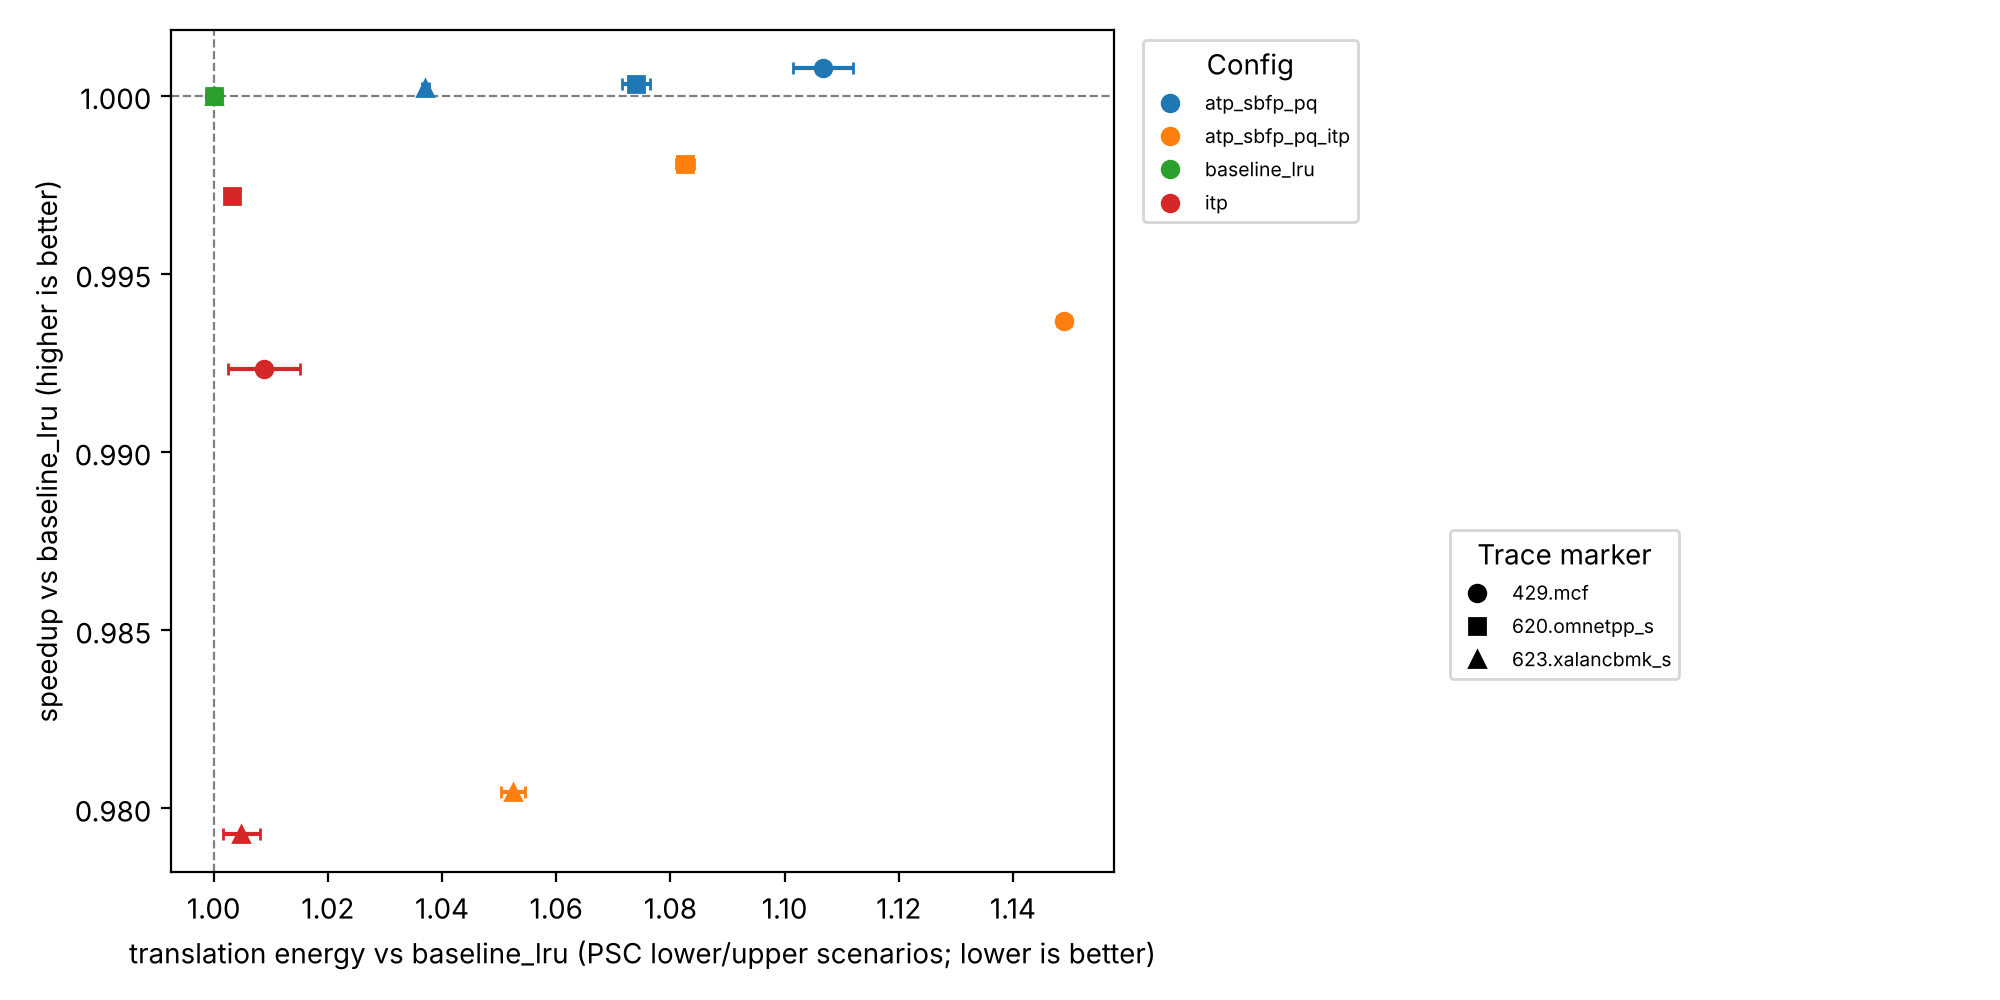 Config
atp_sbfp_pq
atp_sbfp_pq_itp
baseline_lru
itp
1.000
0.995
0.990
0.985
0.980
speedup vs baseline_lru (higher is better)
Trace marker
429.mcf
620.omnetpp_s
623.xalancbmk_s
1.00 1.02 1.04 1.06 1.08 1.10 1.12 1.14
translation energy vs baseline_lru (PSC lower/upper scenarios; lower is better)